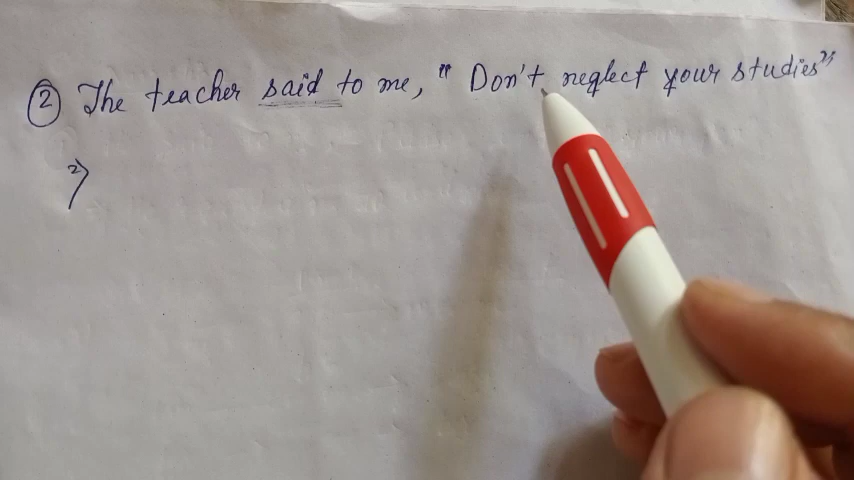 ② The teacher said to me, " Don't neglect your studies"
⇒